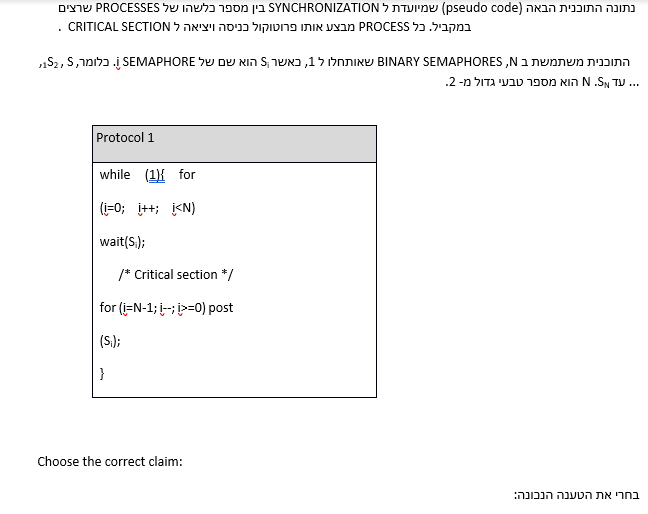 נתונה התוכנית הבאה (pseudo code) שמיועדת ל SYNCHRONIZATION בין מספר כלשהו של PROCESSES שרצים
במקביל. כל PROCESS מבצע אותו פרוטוקול כניסה ויציאה ל CRITICAL SECTION .
התוכנית משתמשת ב N, BINARY SEMAPHORES שאותחלו ל 1, כאשר Si הוא שם של SEMAPHORE i. כלומר, S1, S2,
... עד SN. N הוא מספר טבעי גדול מ- 2.
Protocol 1
while (1){ for
(i=0; i++; i<N)
wait(Si);
/* Critical section */
for (i=N-1; i--; i>=0) post
(Si);
}
Choose the correct claim:
בחרי את הטענה הנכונה: